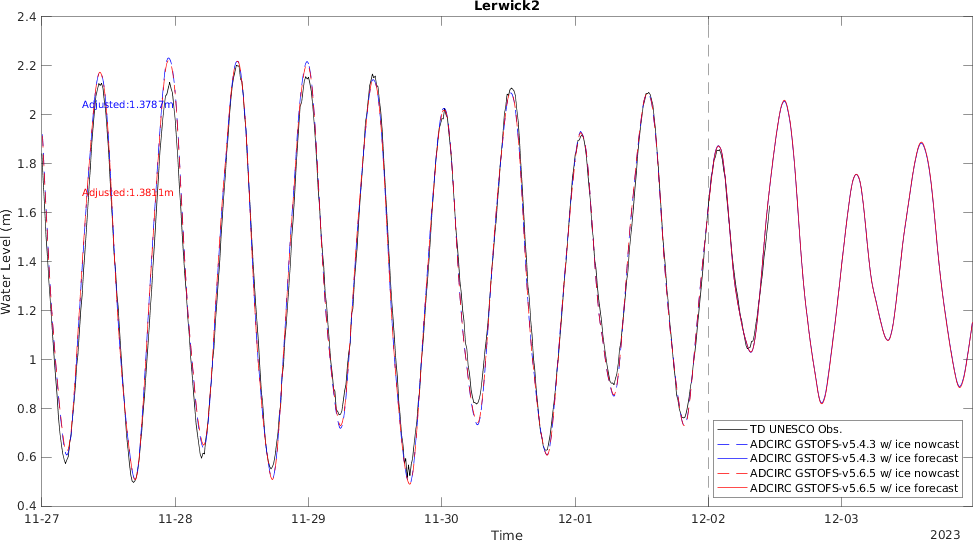 Lerwick2
2.4
2.2
2
1.8
1.6
1.4
1.2
1
0.8
0.6
0.4
Water Level (m)
Adjusted:1.3787m
Adjusted:1.3811m
TD UNESCO Obs.
ADCIRC GSTOFS-v5.4.3 w/ ice nowcast
ADCIRC GSTOFS-v5.4.3 w/ ice forecast
ADCIRC GSTOFS-v5.6.5 w/ ice nowcast
ADCIRC GSTOFS-v5.6.5 w/ ice forecast
11-27 11-28 11-29 11-30 12-01 12-02 12-03
Time
2023